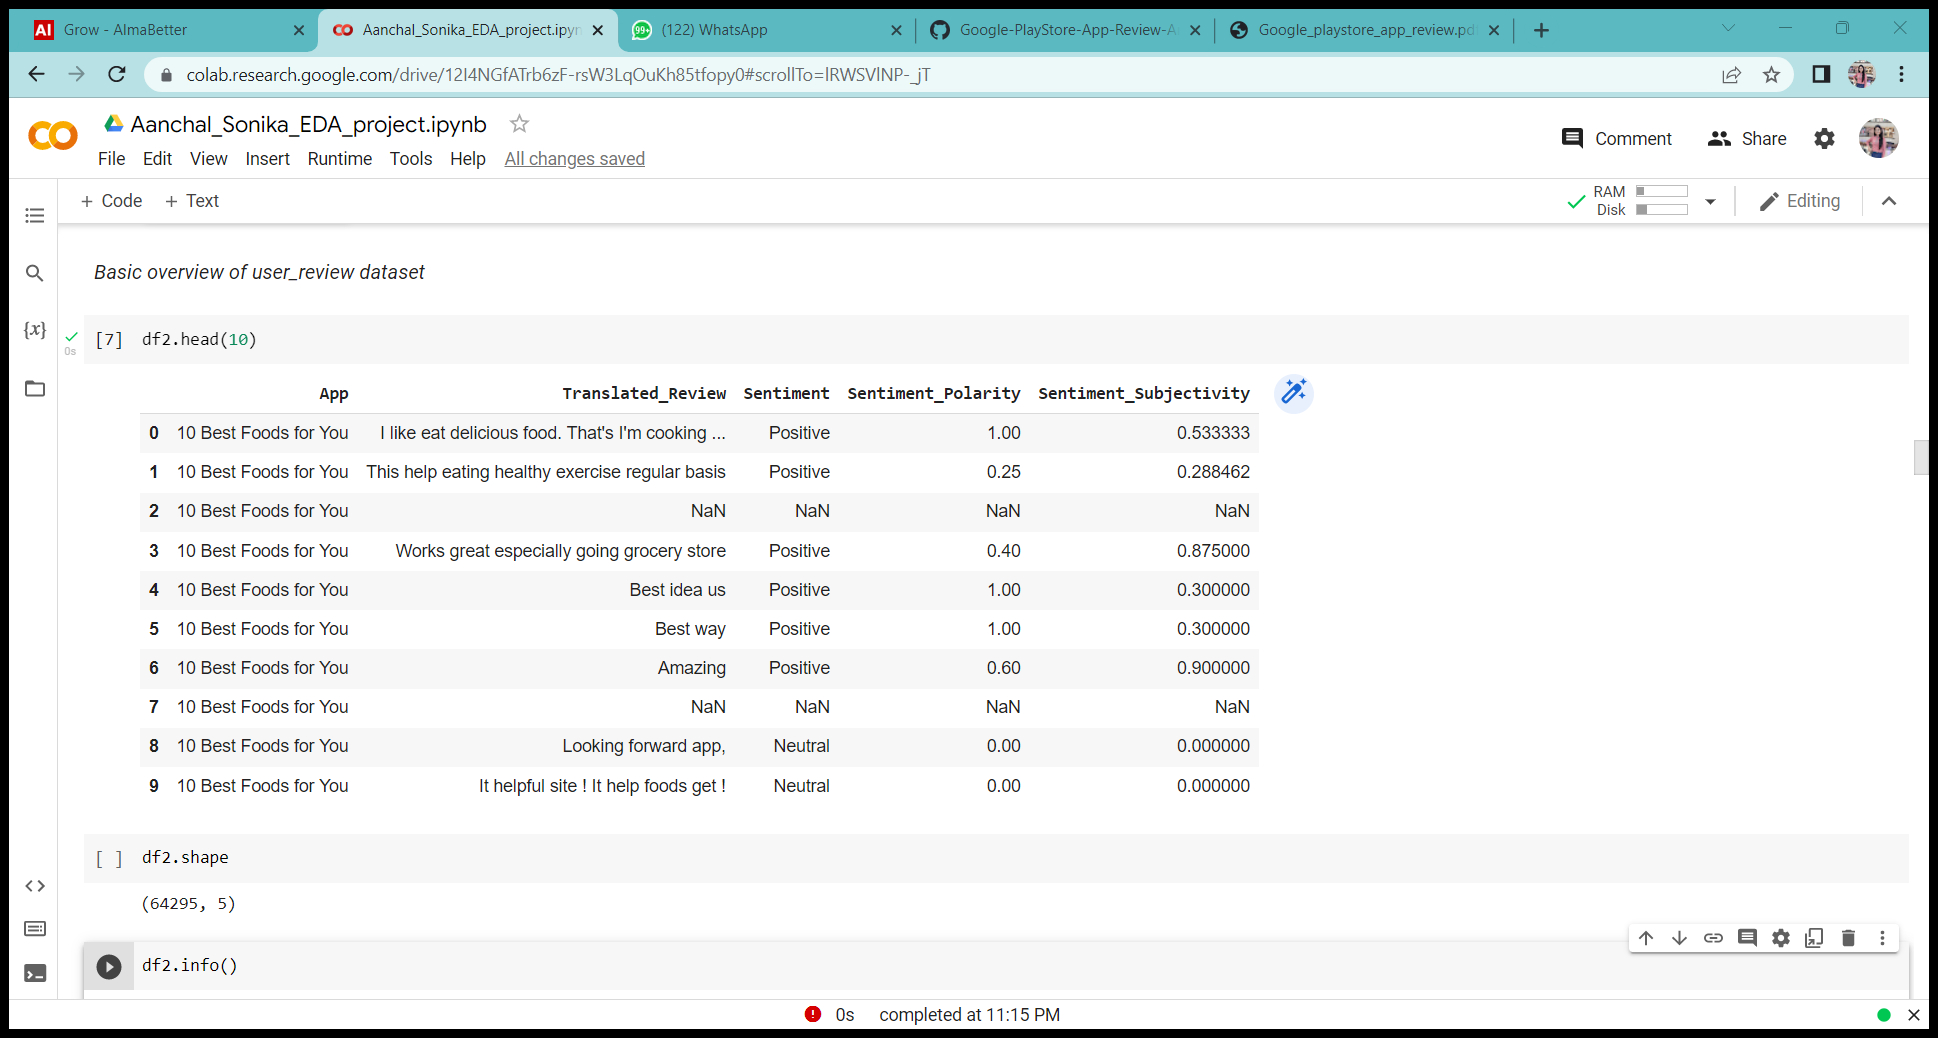 AI Grow - AlmaBetter
Aanchal_Sonika_EDA_project.ipyn
99+ (122) WhatsApp
Google-PlayStore-App-Review-A
Google_playstore_app_review.pd
colab.research.google.com/drive/12I4NGfATrb6zF-rsW3LqOuKh85tfopy0#scrollTo=lRWSVlNP-_jT
Aanchal_Sonika_EDA_project.ipynb
Comment Share
File Edit View Insert Runtime Tools Help All changes saved
+ Code + Text
RAM
Disk
Editing
Basic overview of user_review dataset
{x}
[7] df2.head(10)
0s
App Translated_Review Sentiment Sentiment_Polarity Sentiment_Subjectivity
0 10 Best Foods for You I like eat delicious food. That's I'm cooking ... Positive 1.00 0.533333
1 10 Best Foods for You This help eating healthy exercise regular basis Positive 0.25 0.288462
2 10 Best Foods for You NaN NaN NaN NaN
3 10 Best Foods for You Works great especially going grocery store Positive 0.40 0.875000
4 10 Best Foods for You Best idea us Positive 1.00 0.300000
5 10 Best Foods for You Best way Positive 1.00 0.300000
6 10 Best Foods for You Amazing Positive 0.60 0.900000
7 10 Best Foods for You NaN NaN NaN NaN
8 10 Best Foods for You Looking forward app, Neutral 0.00 0.000000
9 10 Best Foods for You It helpful site ! It help foods get ! Neutral 0.00 0.000000
[ ] df2.shape
(64295, 5)
df2.info()
0s completed at 11:15 PM